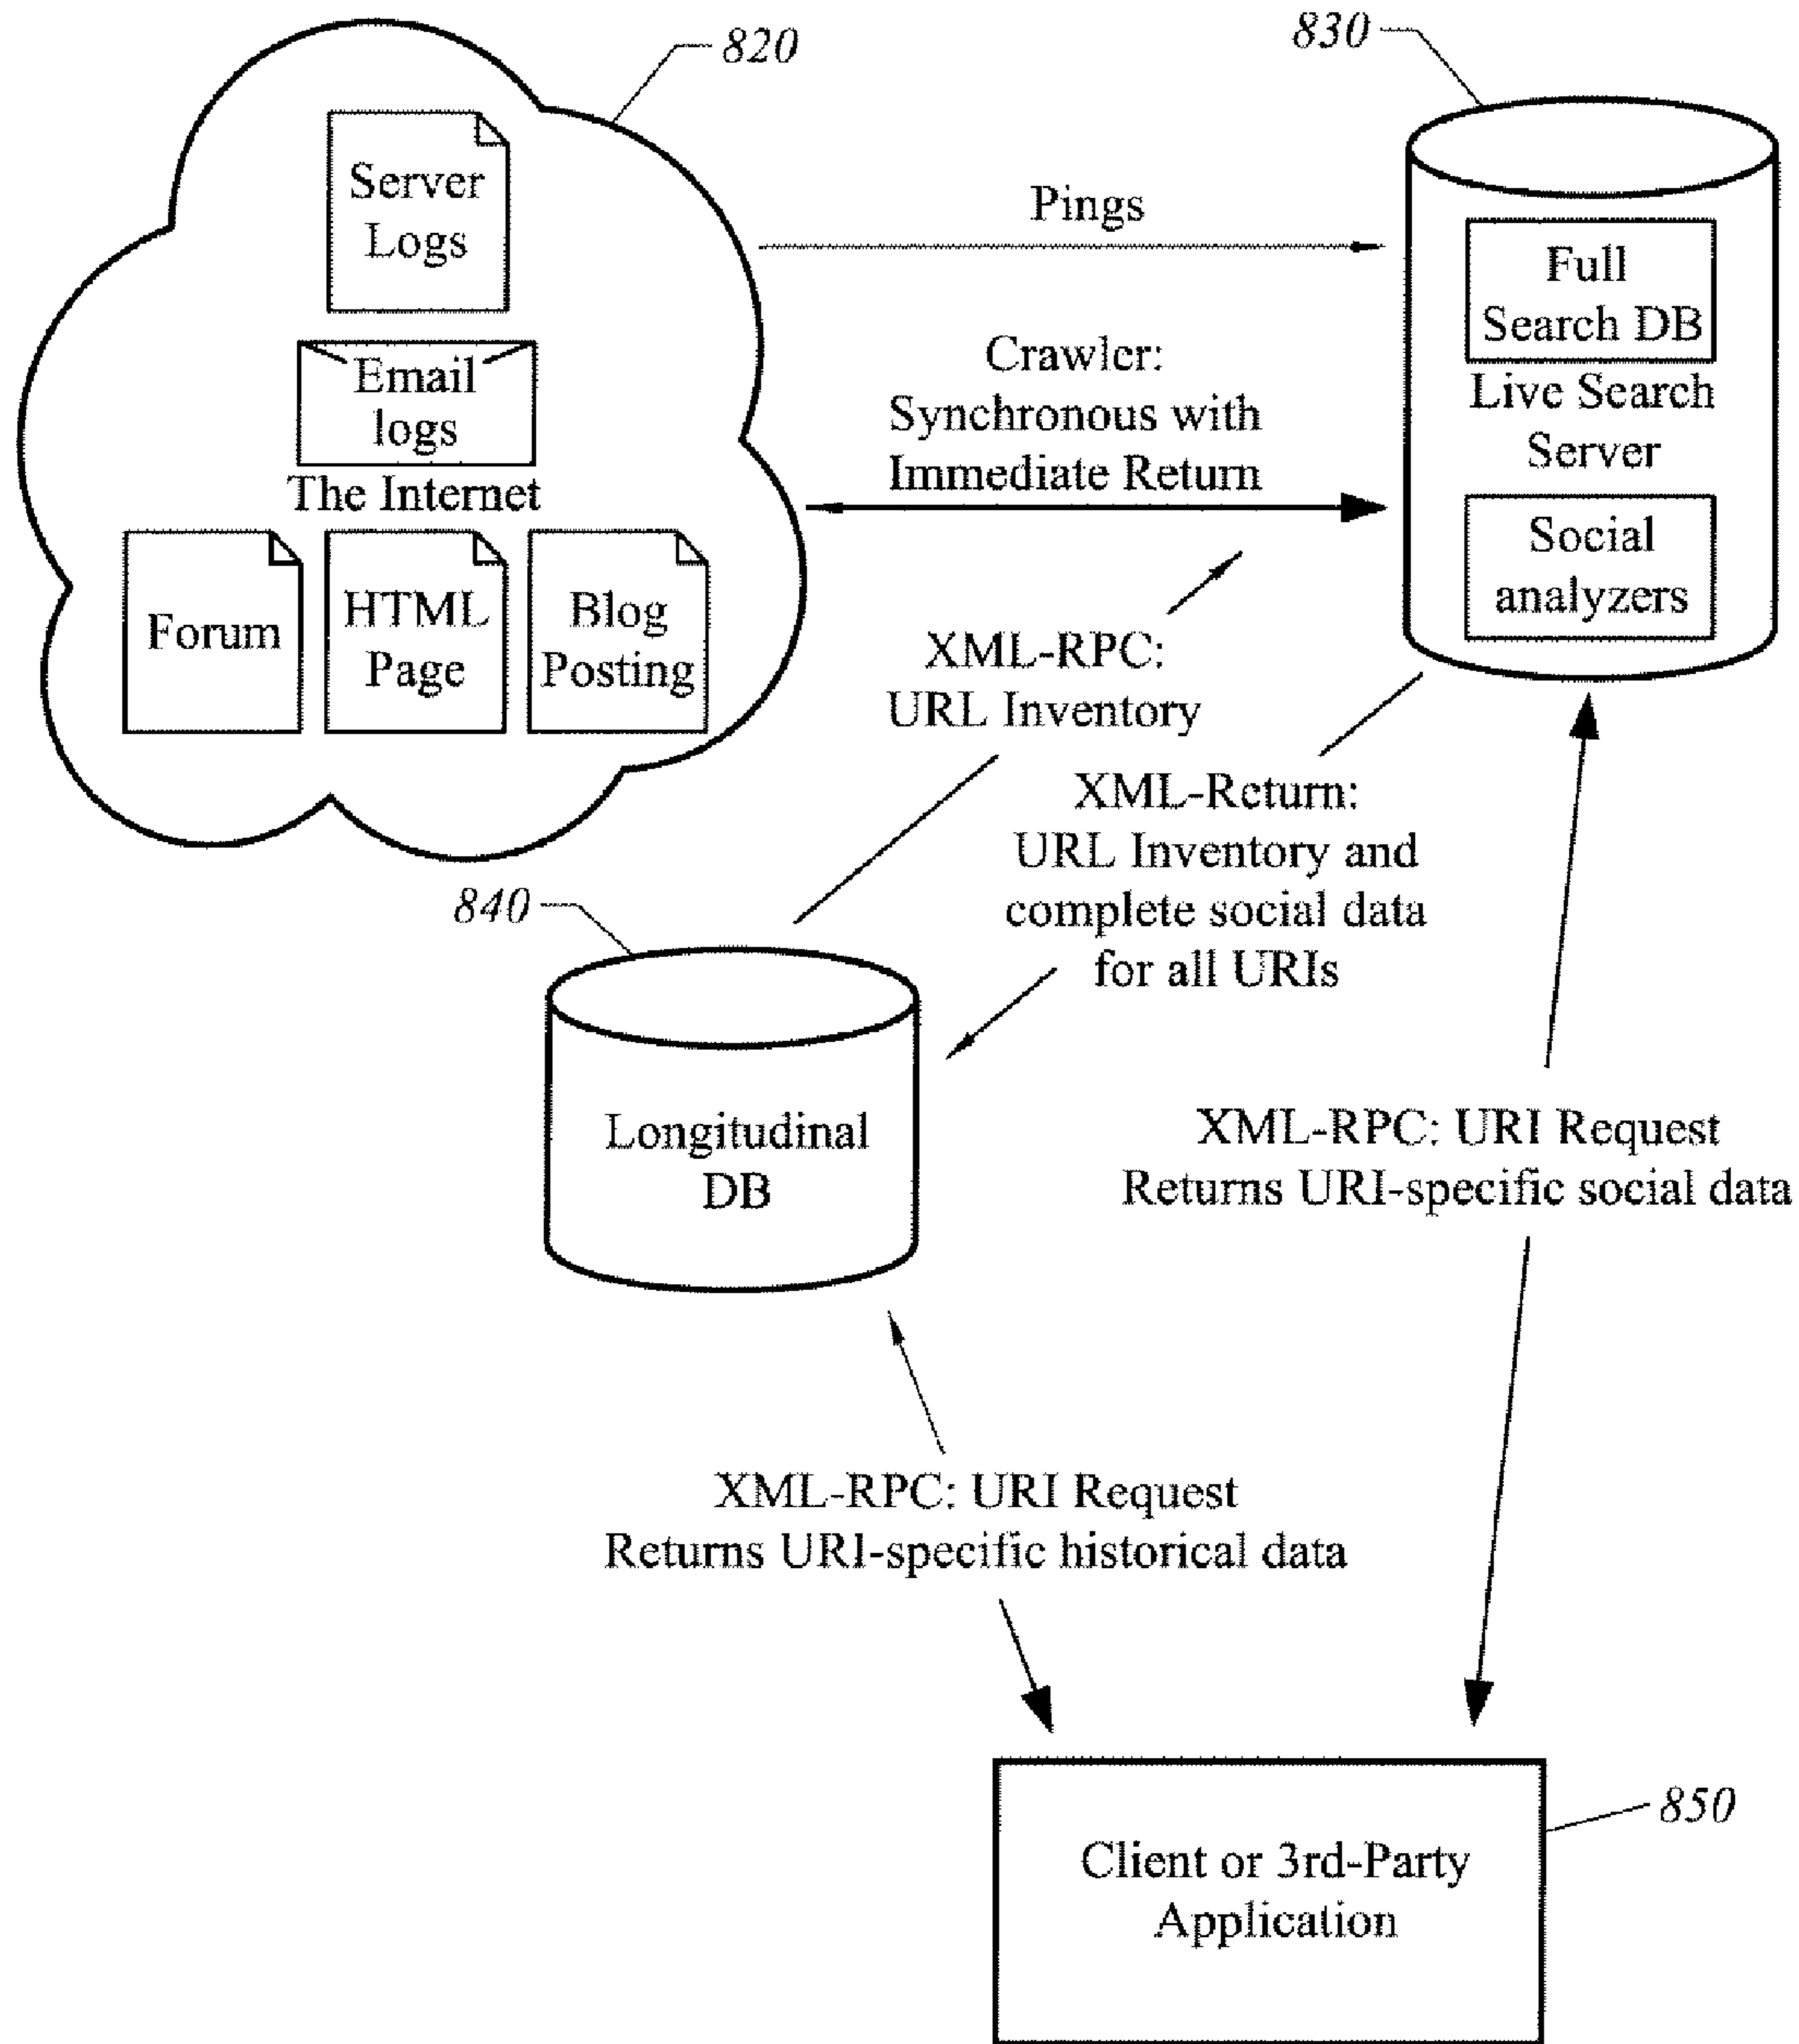 820
830
Server
Logs
Email
logs
The Internet
Forum
HTML
Page
Blog
Posting
Pings
Crawler:
Synchronous with
Immediate Return
Full
Search DB
Live Search
Server
Social
analyzers
XML-RPC:
URL Inventory
XML-Return:
URL Inventory and
complete social data
for all URIs
840
Longitudinal
DB
XML-RPC: URI Request
Returns URI-specific social data
XML-RPC: URI Request
Returns URI-specific historical data
850
Client or 3rd-Party
Application